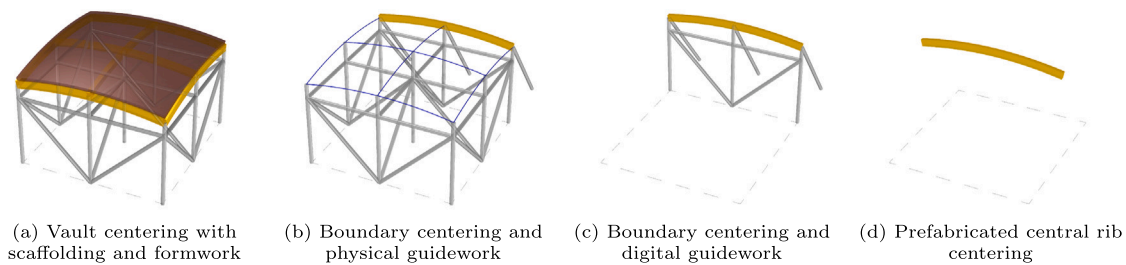 (a) Vault centering with
scaffolding and formwork
(b) Boundary centering and
physical guidework
(c) Boundary centering and
digital guidework
(d) Prefabricated central rib
centering